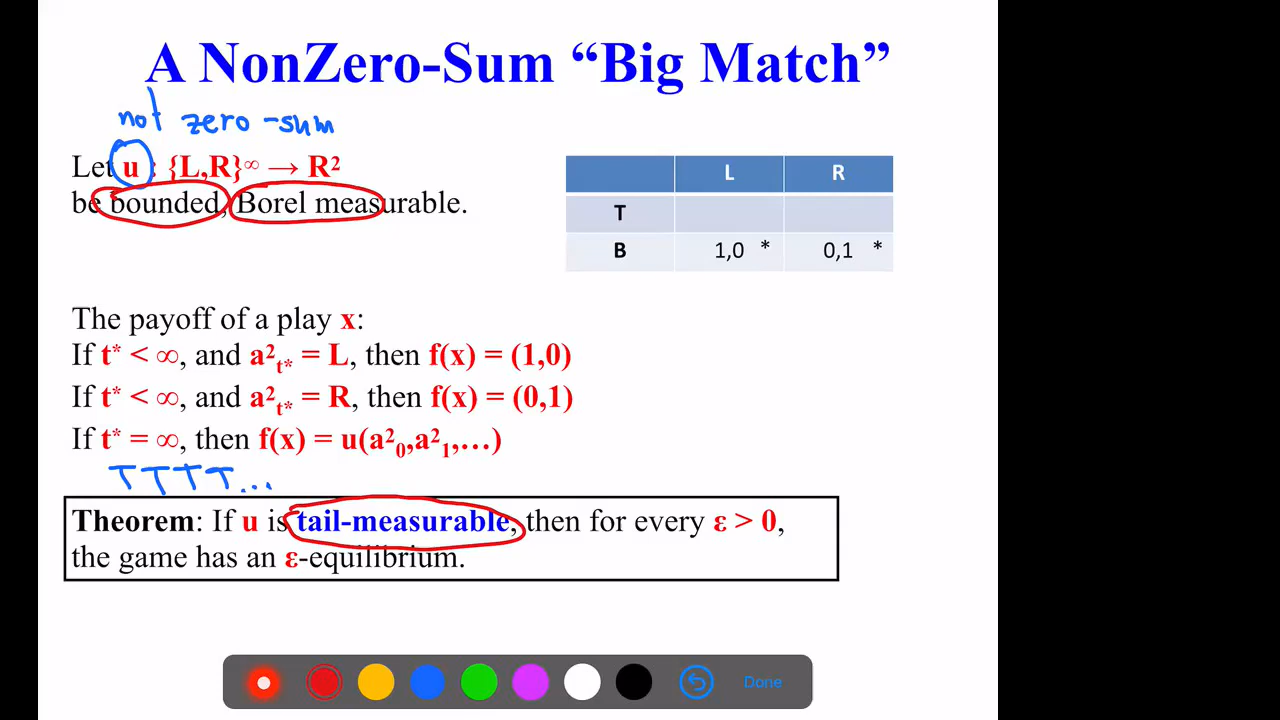 A NonZero-Sum “Big Match”
not zero-sum
Let u : {L,R}∞ → R²
be bounded, Borel measurable.
L R
T
B 1,0 * 0,1 *
The payoff of a play x:
If t* < ∞, and a²t* = L, then f(x) = (1,0)
If t* < ∞, and a²t* = R, then f(x) = (0,1)
If t* = ∞, then f(x) = u(a²₀,a²₁,…)
T T T T ...
Theorem: If u is tail-measurable, then for every ε > 0,
the game has an ε-equilibrium.
Done